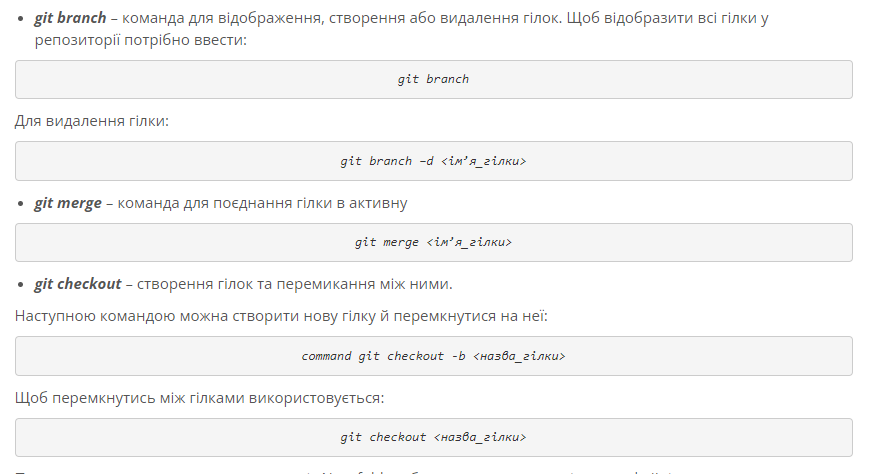 • git branch – команда для відображення, створення або видалення гілок. Щоб відобразити всі гілки у
репозиторії потрібно ввести:
git branch
Для видалення гілки:
git branch –d <ім’я_гілки>
• git merge – команда для поєднання гілки в активну
git merge <ім’я_гілки>
• git checkout – створення гілок та перемикання між ними.
Наступною командою можна створити нову гілку й перемкнутися на неї:
command git checkout -b <назва_гілки>
Щоб перемкнутись між гілками використовується:
git checkout <назва_гілки>